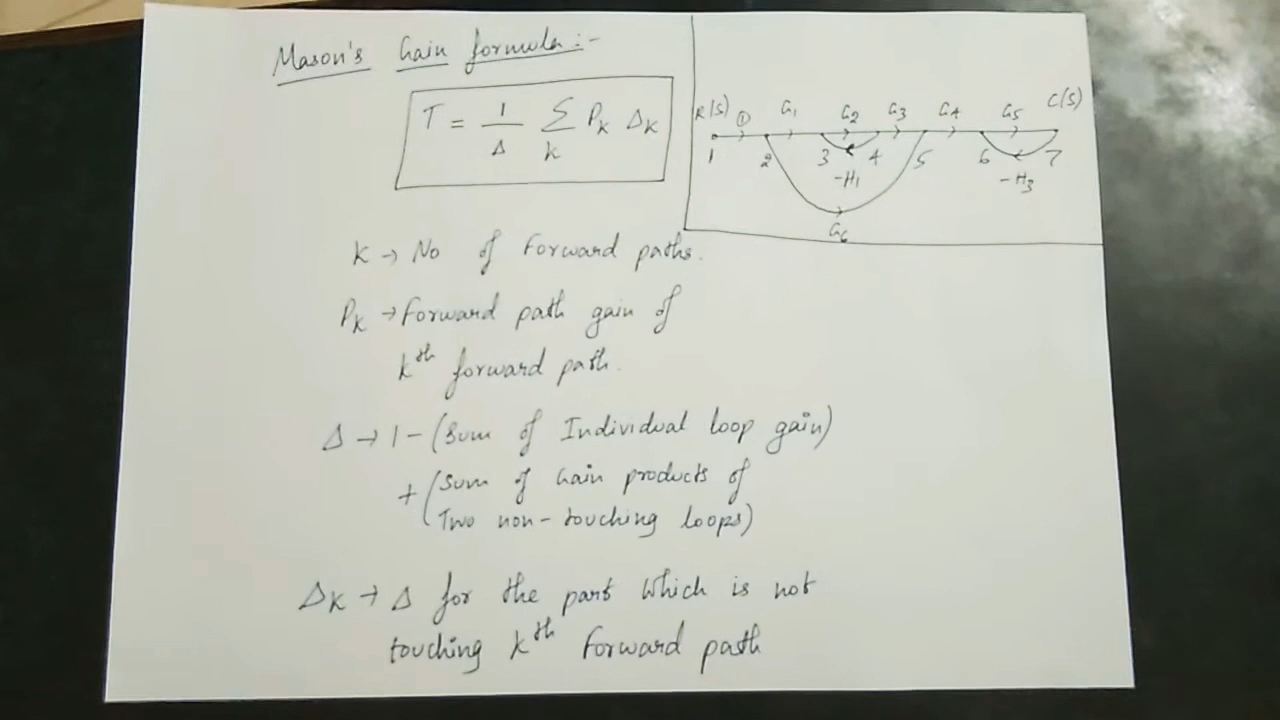 Mason's Gain formula :-
T = 1/Δ Σ_K P_K Δ_K
K → No of Forward paths.
P_K → Forward path gain of
K^th forward path.
Δ → 1 - (Sum of Individual loop gain)
+ (Sum of Gain products of
Two non-touching loops)
Δ_K → Δ for the part which is not
touching K^th Forward path
R(S) ① G1 G2 G3 G4 G5 C(S)
1 2 3 4 5 6 7
-H1 -H3
G6